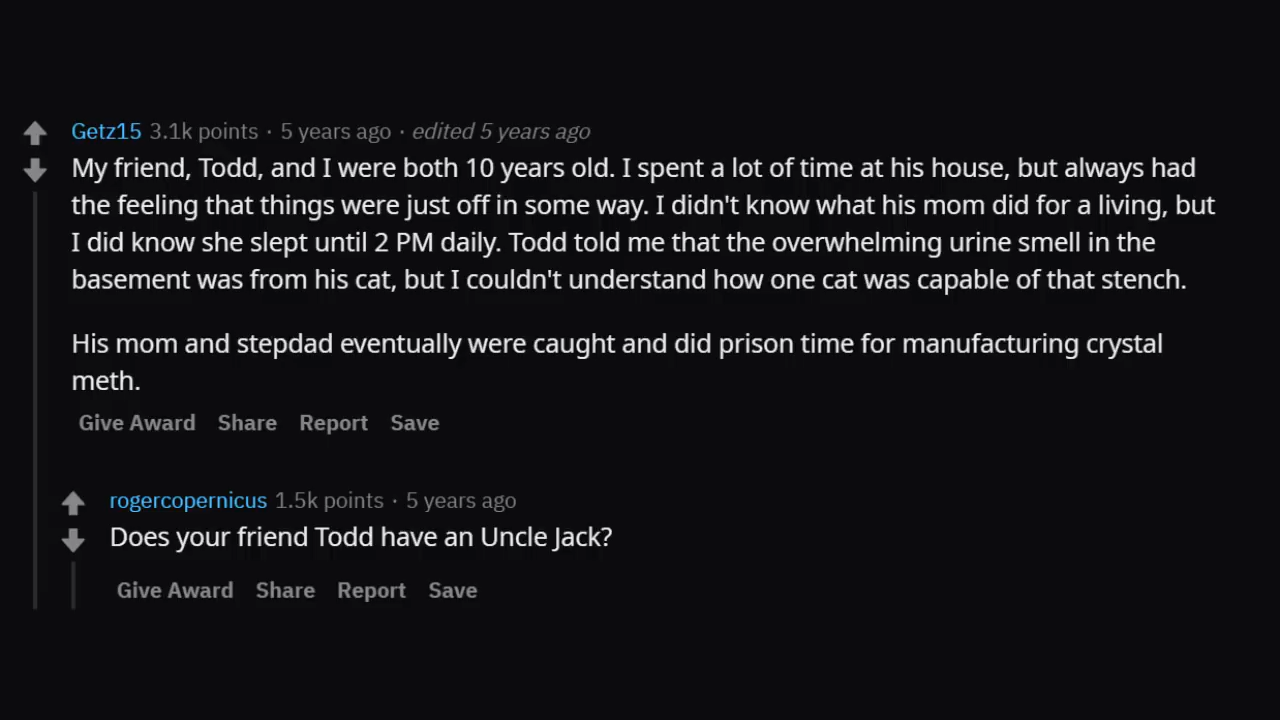 Getz15 3.1k points · 5 years ago · edited 5 years ago
My friend, Todd, and I were both 10 years old. I spent a lot of time at his house, but always had
the feeling that things were just off in some way. I didn't know what his mom did for a living, but
I did know she slept until 2 PM daily. Todd told me that the overwhelming urine smell in the
basement was from his cat, but I couldn't understand how one cat was capable of that stench.
His mom and stepdad eventually were caught and did prison time for manufacturing crystal
meth.
Give Award Share Report Save
rogercopernicus 1.5k points · 5 years ago
Does your friend Todd have an Uncle Jack?
Give Award Share Report Save